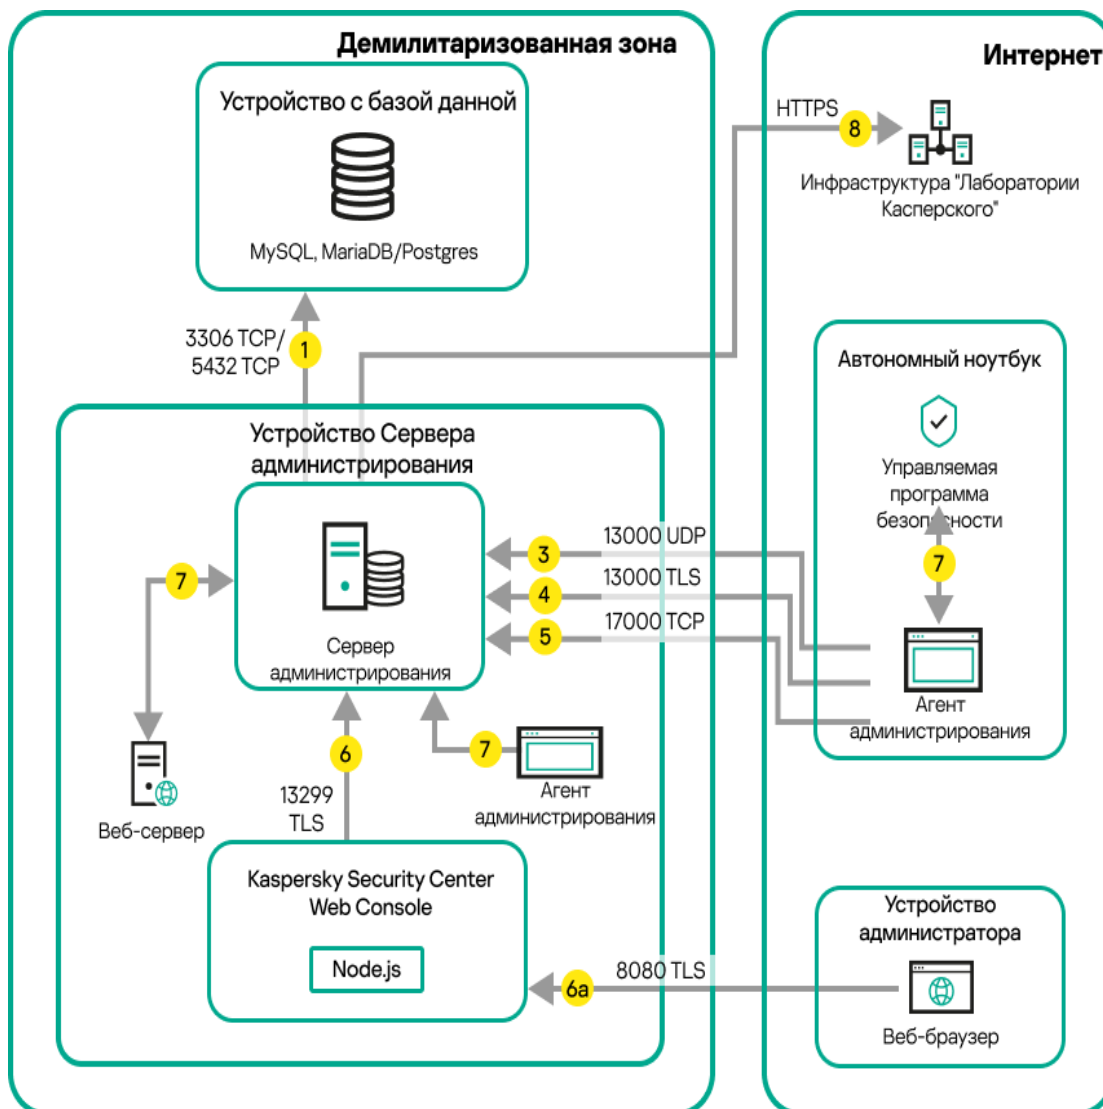 Демилитаризованная зона
Устройство с базой данной
MySQL, MariaDB/Postgres
3306 TCP/
5432 TCP
1
Устройство Сервера
администрирования
Сервер
администрирования
7
Веб-сервер
6
13299
TLS
7
Агент
администрирования
Kaspersky Security Center
Web Console
Node.js
3
13000 UDP
4
13000 TLS
5
17000 TCP
6a
8080 TLS
Интернет
HTTPS
8
Инфраструктура "Лаборатории
Касперского"
Автономный ноутбук
Управляемая
программа
безопасности
7
Агент
администрирования
Устройство
администратора
Веб-браузер